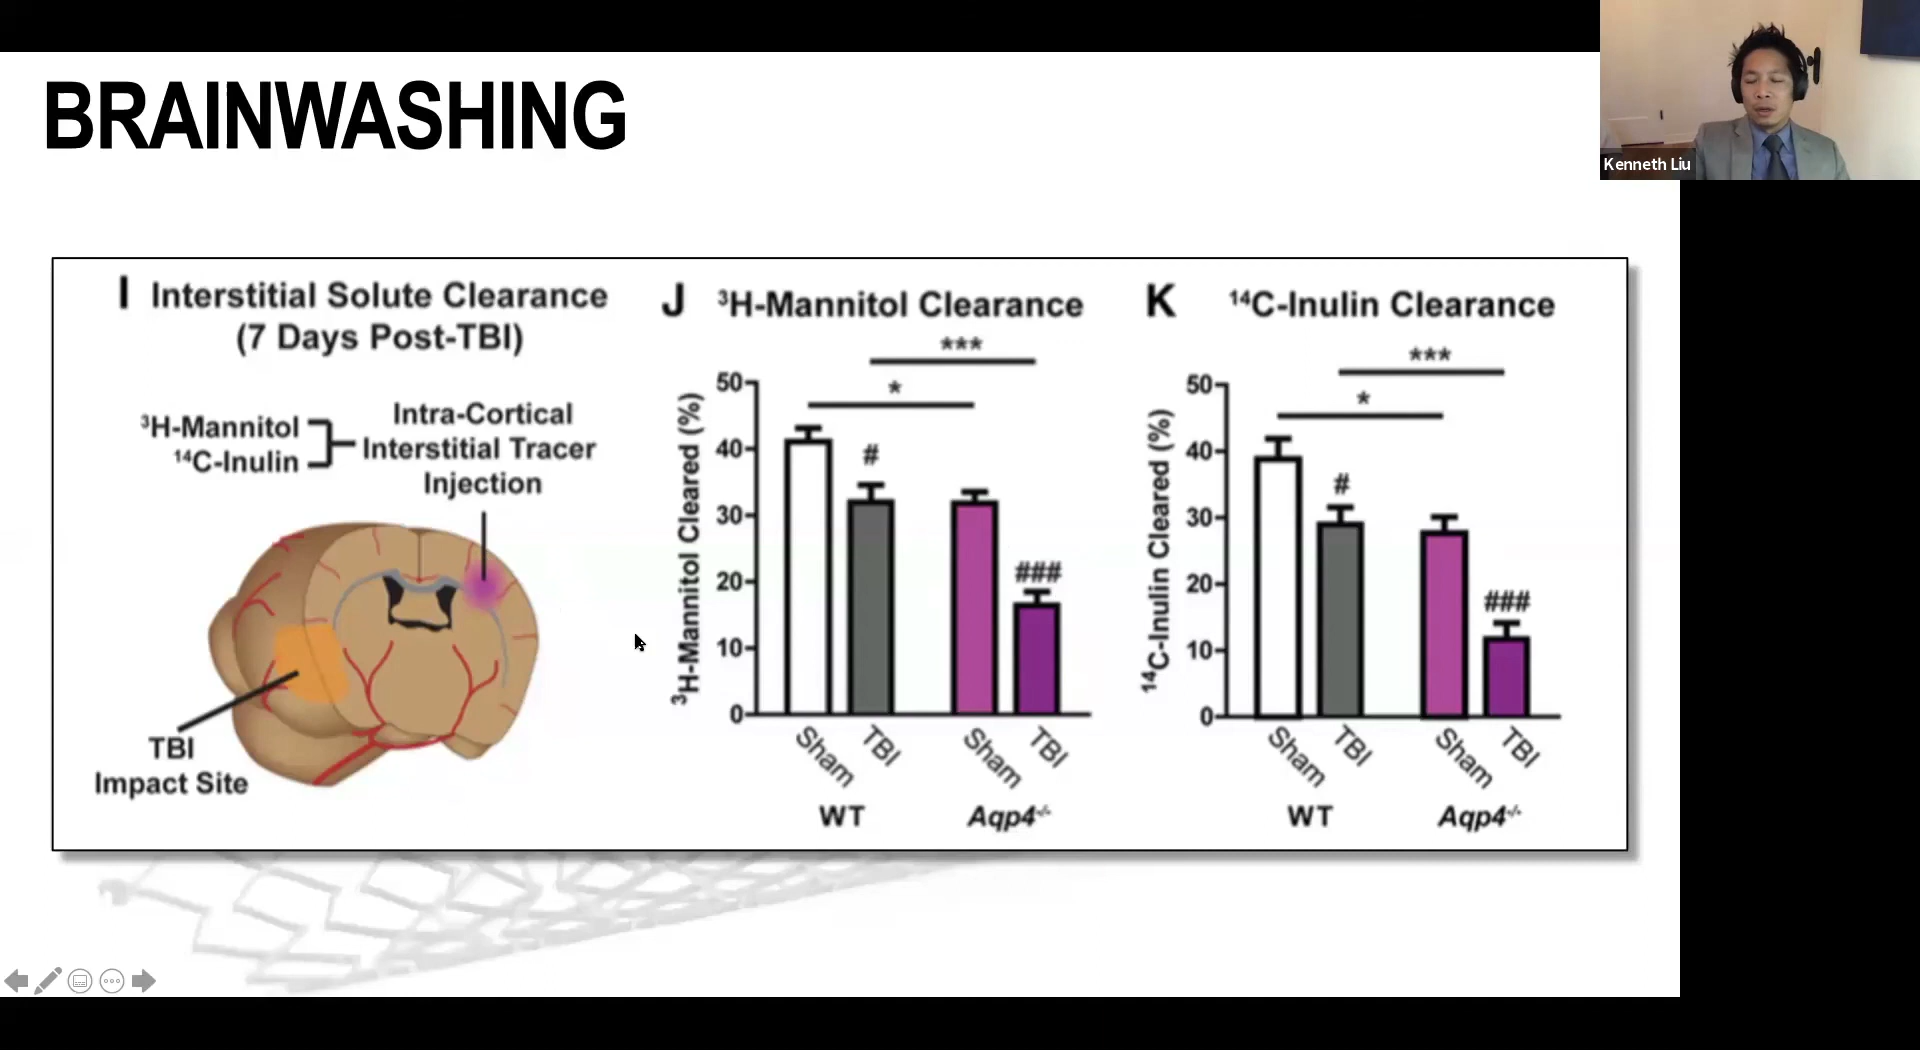 BRAINWASHING
Kenneth Liu
I Interstitial Solute Clearance
(7 Days Post-TBI)
³H-Mannitol
¹⁴C-Inulin
Intra-Cortical
Interstitial Tracer
Injection
TBI
Impact Site
J ³H-Mannitol Clearance
***
*
³H-Mannitol Cleared (%)
50
40
30
20
10
0
#
###
Sham
TBI
Sham
TBI
WT
Aqp4-/-
K ¹⁴C-Inulin Clearance
***
*
¹⁴C-Inulin Cleared (%)
50
40
30
20
10
0
#
###
Sham
TBI
Sham
TBI
WT
Aqp4-/-